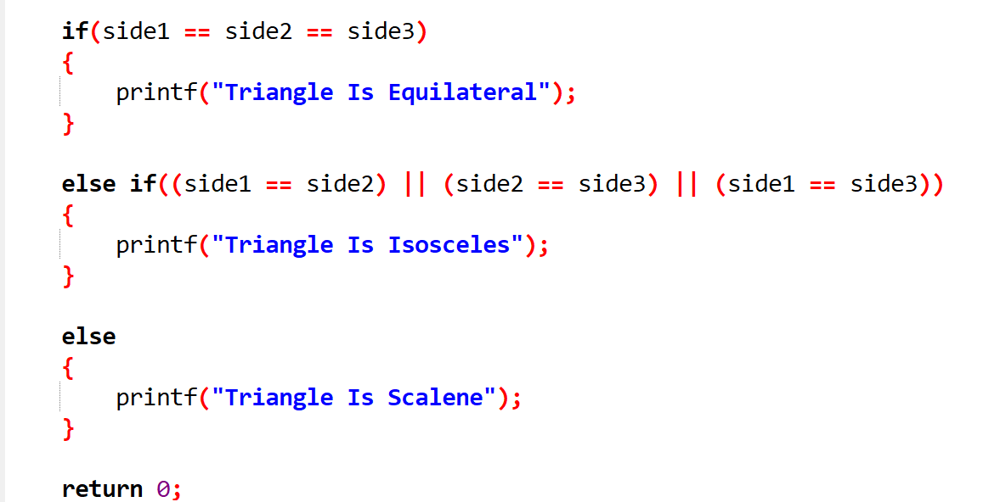 if(side1 == side2 == side3)
{
    printf("Triangle Is Equilateral");
}
else if((side1 == side2) || (side2 == side3) || (side1 == side3))
{
    printf("Triangle Is Isosceles");
}
else
{
    printf("Triangle Is Scalene");
}
return 0;